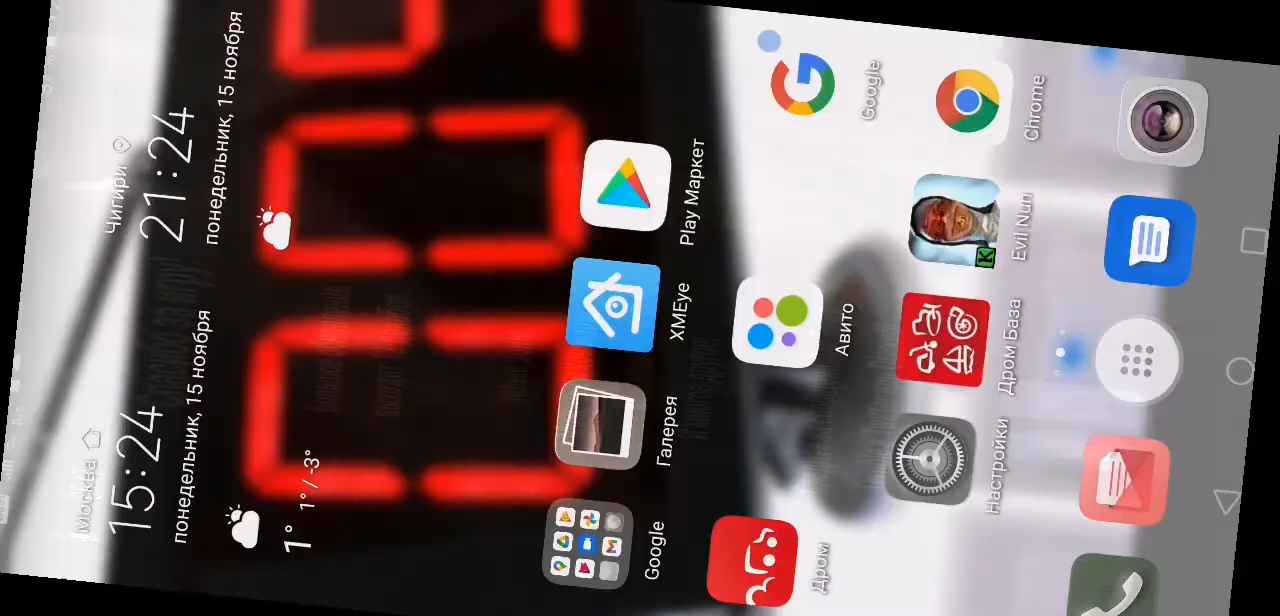 Москва
15:24
понедельник, 15 ноября
1°
1° / -3°
Чигири
21:24
понедельник, 15 ноября
Google
Галерея
XMEye
Play Маркет
Дром
Авито
Google
Настройки
Дром База
Evil Nun
K
Chrome